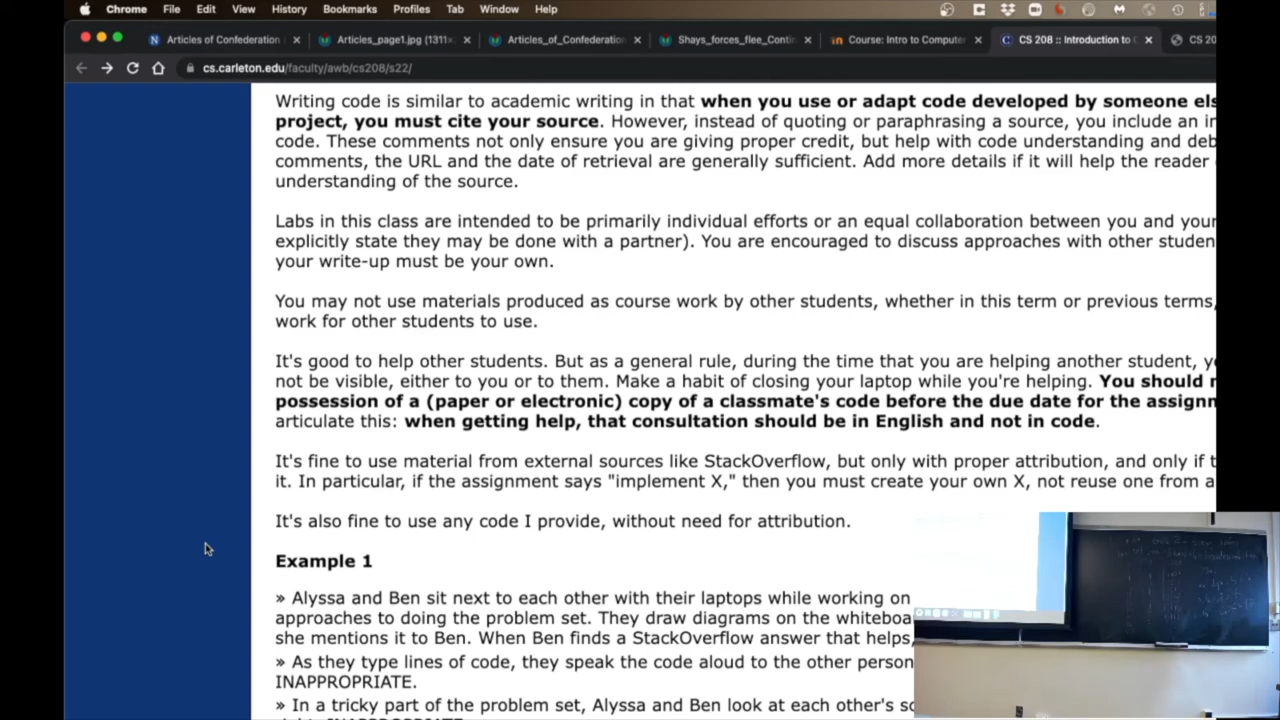 Chrome File Edit View History Bookmarks Profiles Tab Window Help
Articles of Confederation Articles_page1.jpg (1311× Articles_of_Confederation Shays_forces_flee_Contin Course: Intro to Compute CS 208 :: Introduction to C CS 20
cs.carleton.edu/faculty/awb/cs208/s22/
Writing code is similar to academic writing in that when you use or adapt code developed by someone els
project, you must cite your source. However, instead of quoting or paraphrasing a source, you include an in
code. These comments not only ensure you are giving proper credit, but help with code understanding and deb
comments, the URL and the date of retrieval are generally sufficient. Add more details if it will help the reader
understanding of the source.
Labs in this class are intended to be primarily individual efforts or an equal collaboration between you and your
explicitly state they may be done with a partner). You are encouraged to discuss approaches with other studen
your write-up must be your own.
You may not use materials produced as course work by other students, whether in this term or previous terms,
work for other students to use.
It's good to help other students. But as a general rule, during the time that you are helping another student, y
not be visible, either to you or to them. Make a habit of closing your laptop while you're helping. You should n
possession of a (paper or electronic) copy of a classmate's code before the due date for the assignm
articulate this: when getting help, that consultation should be in English and not in code.
It's fine to use material from external sources like StackOverflow, but only with proper attribution, and only if t
it. In particular, if the assignment says "implement X," then you must create your own X, not reuse one from a
It's also fine to use any code I provide, without need for attribution.
Example 1
» Alyssa and Ben sit next to each other with their laptops while working on
approaches to doing the problem set. They draw diagrams on the whiteboa
she mentions it to Ben. When Ben finds a StackOverflow answer that helps,
» As they type lines of code, they speak the code aloud to the other person
INAPPROPRIATE.
» In a tricky part of the problem set, Alyssa and Ben look at each other's sc
INAPPROPRIATE